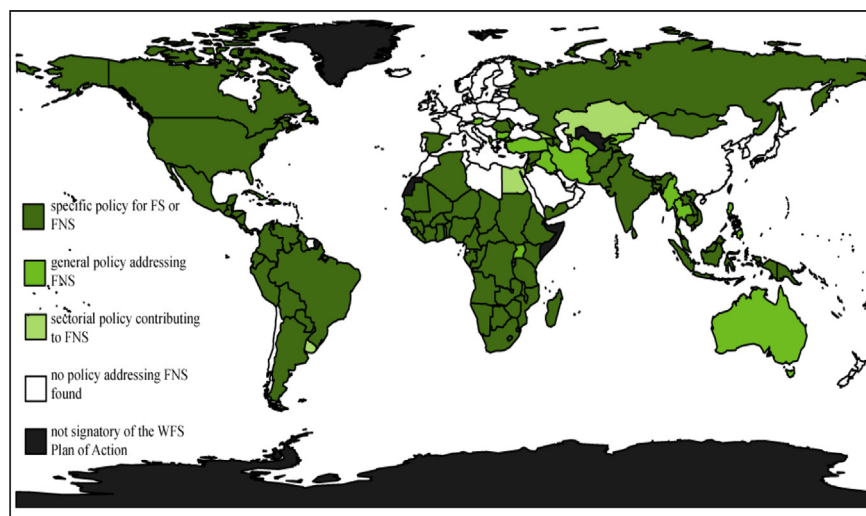 specific policy for FS or
FNS
general policy addressing
FNS
sectorial policy contributing
to FNS
no policy addressing FNS
found
not signatory of the WFS
Plan of Action